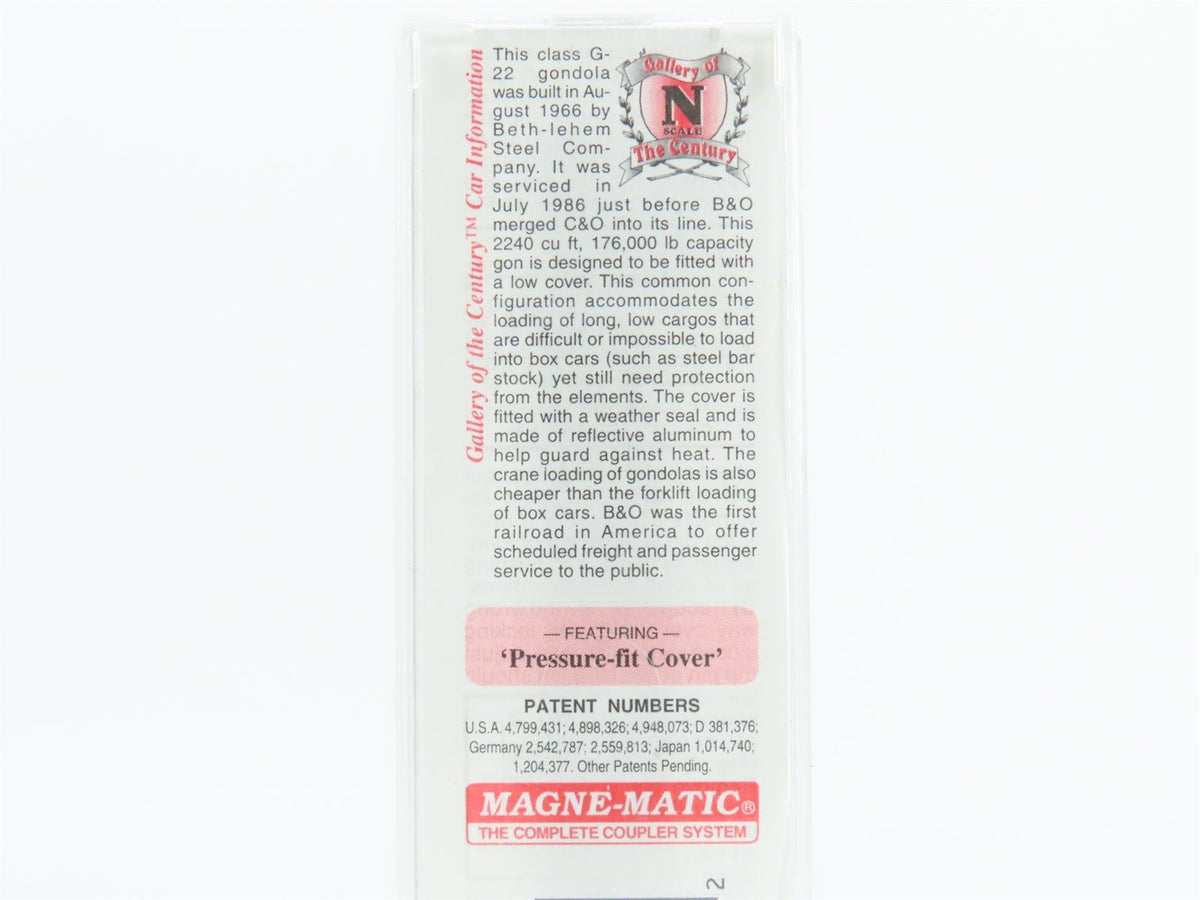 Gallery of the Century™ Car Information
This class G-
22 gondola
was built in Au-
gust 1966 by
Beth-lehem
Steel Com-
pany. It was
serviced in
July 1986 just before B&O
merged C&O into its line. This
2240 cu ft, 176,000 lb capacity
gon is designed to be fitted with
a low cover. This common con-
figuration accommodates the
loading of long, low cargos that
are difficult or impossible to load
into box cars (such as steel bar
stock) yet still need protection
from the elements. The cover is
fitted with a weather seal and is
made of reflective aluminum to
help guard against heat. The
crane loading of gondolas is also
cheaper than the forklift loading
of box cars. B&O was the first
railroad in America to offer
scheduled freight and passenger
service to the public.
Gallery of
N
SCALE
The Century
— FEATURING —
‘Pressure-fit Cover’
PATENT NUMBERS
U.S.A. 4,799,431; 4,898,326; 4,948,073; D 381,376;
Germany 2,542,787; 2,559,813; Japan 1,014,740;
1,204,377. Other Patents Pending.
MAGNE-MATIC®
THE COMPLETE COUPLER SYSTEM
2